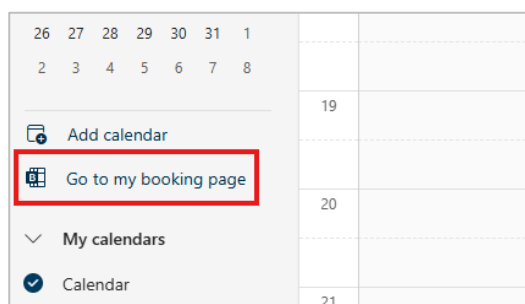 26 27 28 29 30 31 1
2 3 4 5 6 7 8
19
Add calendar
Go to my booking page
20
My calendars
Calendar
21